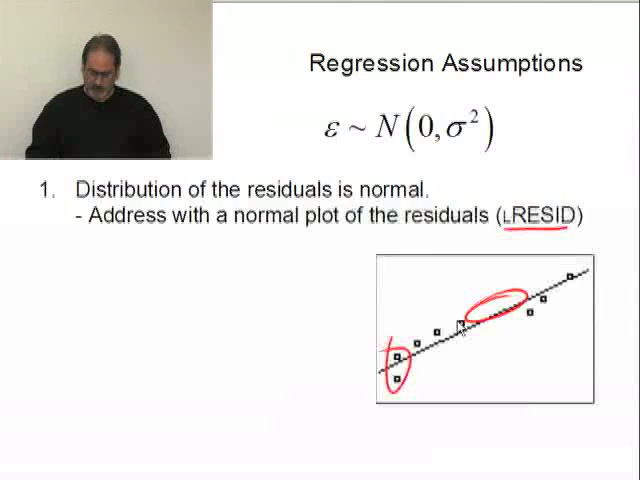 Regression Assumptions
ε ~ N(0, σ²)
1. Distribution of the residuals is normal.
- Address with a normal plot of the residuals (LRESID)